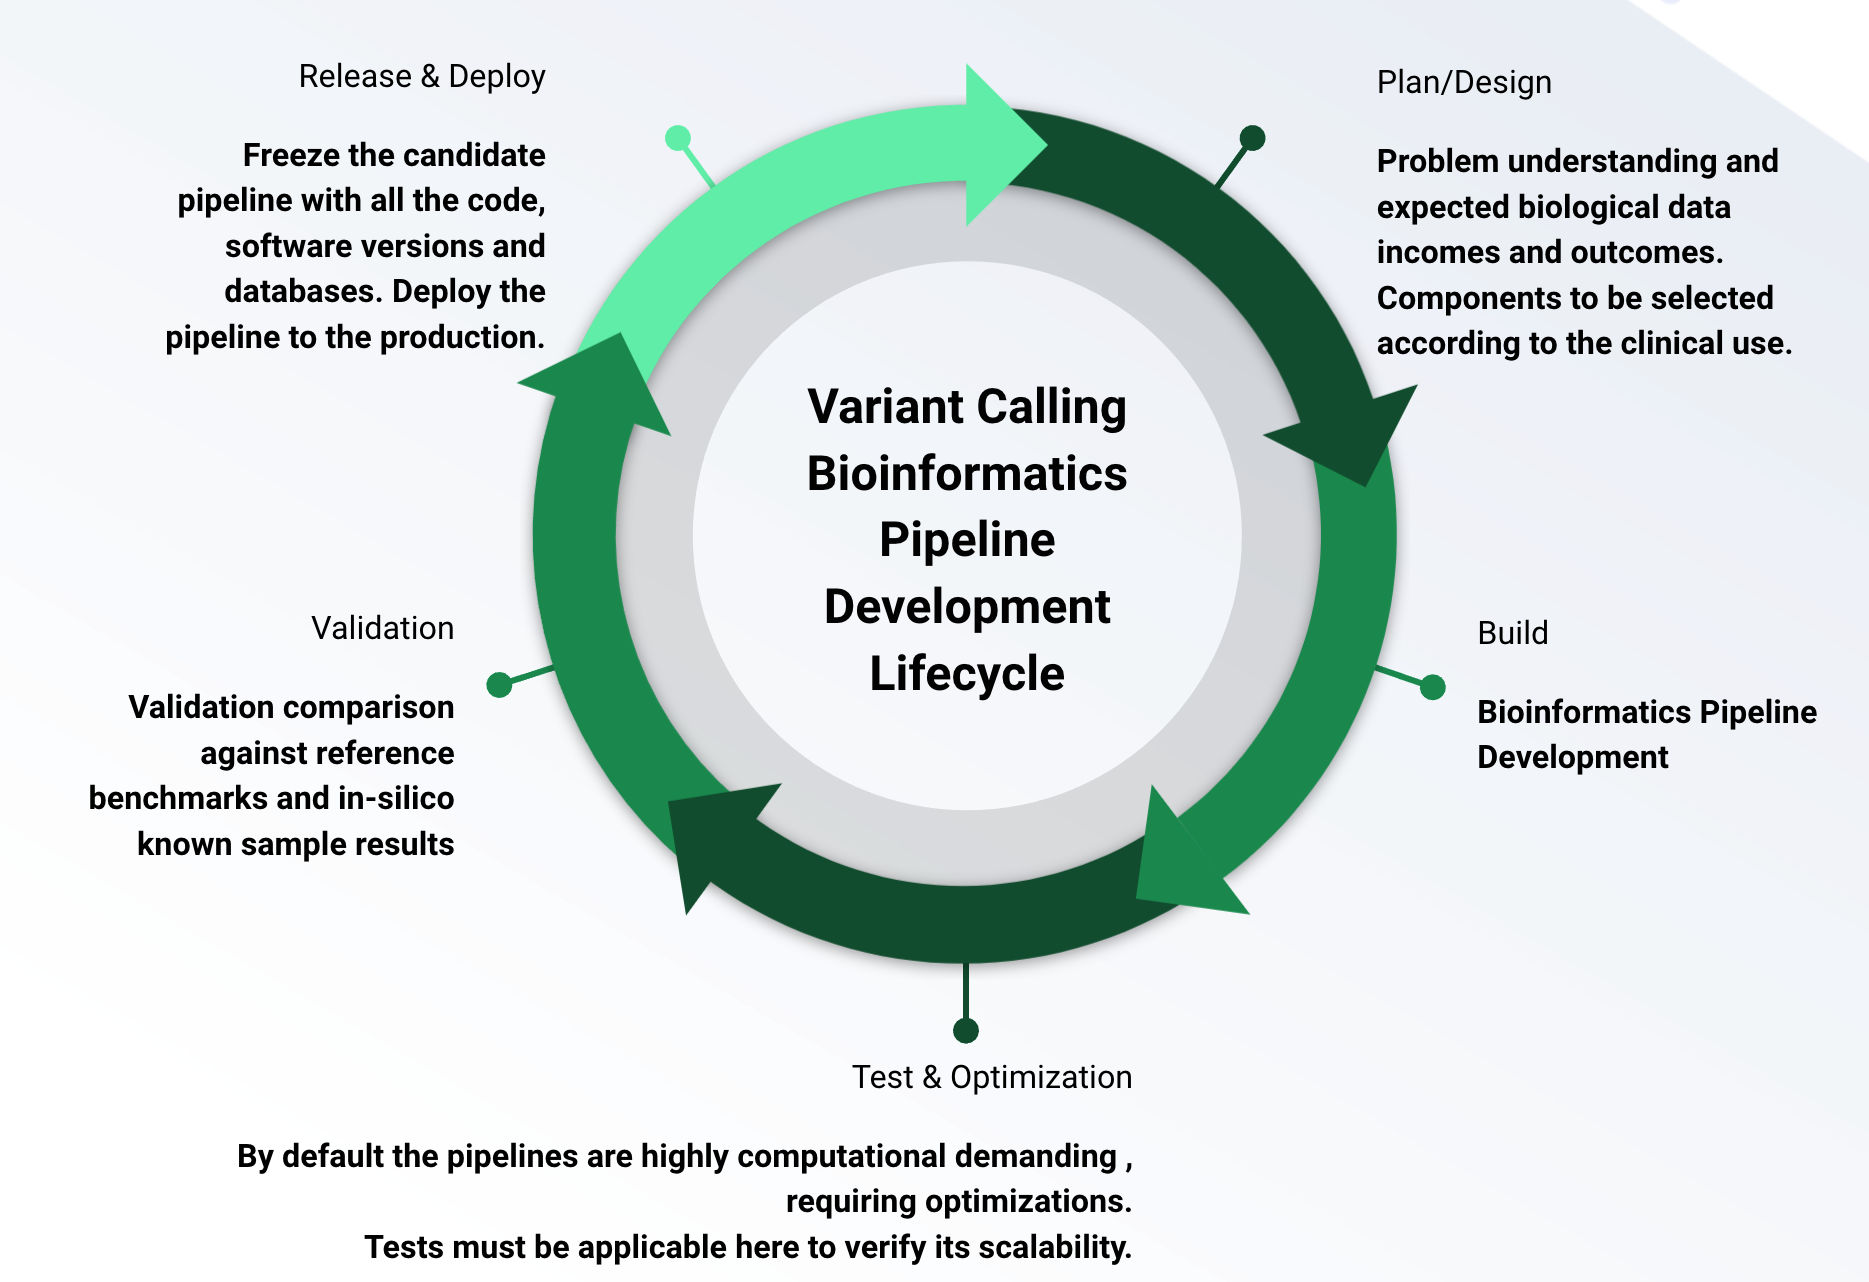 Release & Deploy
Freeze the candidate
pipeline with all the code,
software versions and
databases. Deploy the
pipeline to the production.
Plan/Design
Problem understanding and
expected biological data
incomes and outcomes.
Components to be selected
according to the clinical use.
Variant Calling
Bioinformatics
Pipeline
Development
Lifecycle
Validation
Validation comparison
against reference
benchmarks and in-silico
known sample results
Build
Bioinformatics Pipeline
Development
Test & Optimization
By default the pipelines are highly computational demanding ,
requiring optimizations.
Tests must be applicable here to verify its scalability.